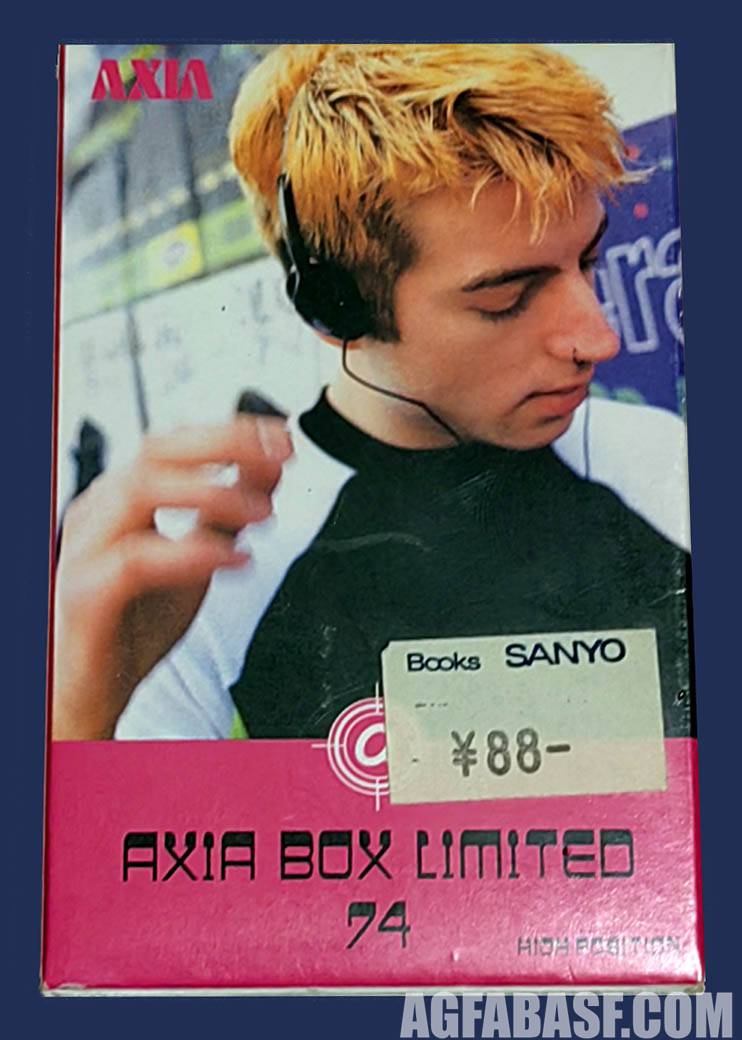 AXIA
Books SANYO
¥88-
a
AXIA BOX LIMITED
74
HIGH POSITION
AGFABASF.COM